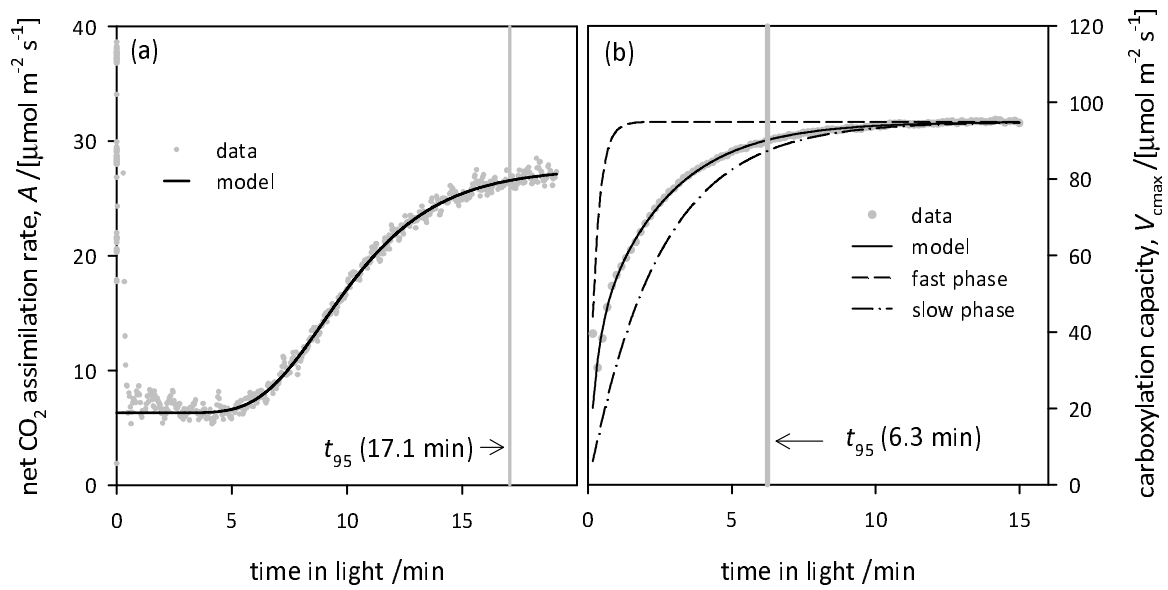 net CO2 assimilation rate, A /[µmol m-2 s-1]
40
30
20
10
0
(a)
data
model
t95 (17.1 min)
0 5 10 15
time in light /min
(b)
data
model
fast phase
slow phase
t95 (6.3 min)
0 5 10 15
time in light /min
120
100
80
60
40
20
0
carboxylation capacity, Vcmax /[µmol m-2 s-1]